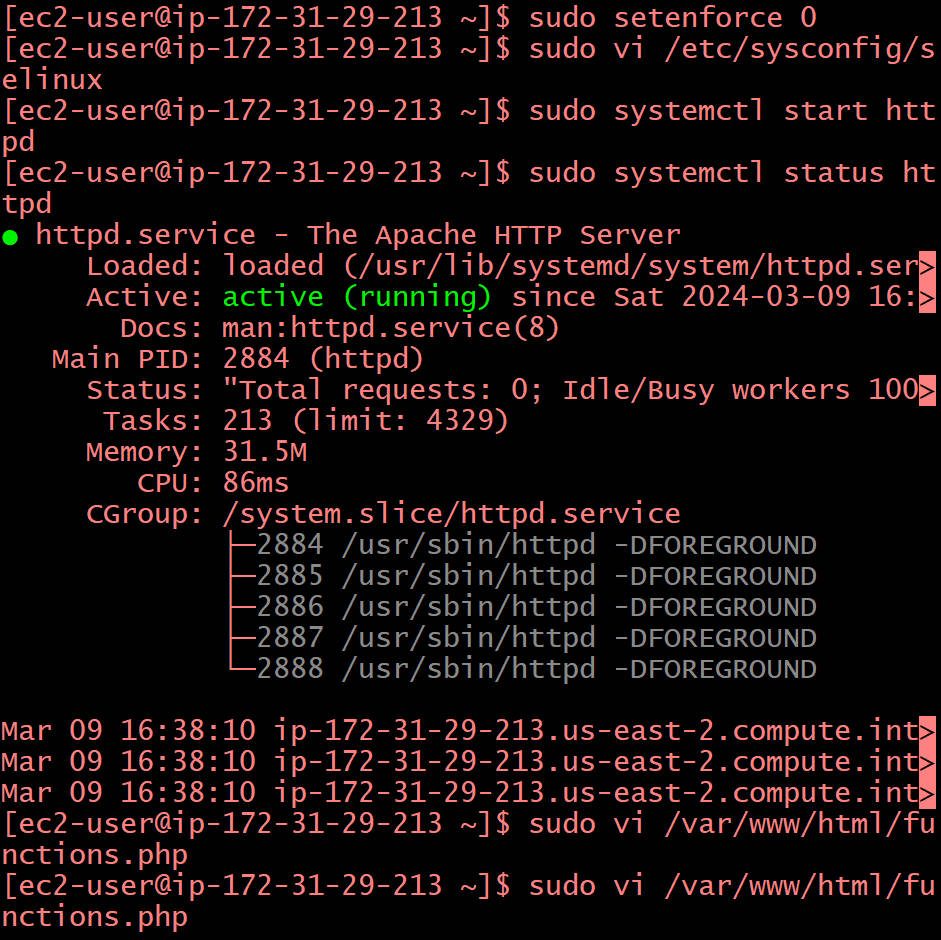 [ec2-user@ip-172-31-29-213 ~]$ sudo setenforce 0
[ec2-user@ip-172-31-29-213 ~]$ sudo vi /etc/sysconfig/s
elinux
[ec2-user@ip-172-31-29-213 ~]$ sudo systemctl start htt
pd
[ec2-user@ip-172-31-29-213 ~]$ sudo systemctl status ht
tpd
● httpd.service - The Apache HTTP Server
     Loaded: loaded (/usr/lib/systemd/system/httpd.ser>
     Active: active (running) since Sat 2024-03-09 16:>
       Docs: man:httpd.service(8)
   Main PID: 2884 (httpd)
     Status: "Total requests: 0; Idle/Busy workers 100>
      Tasks: 213 (limit: 4329)
     Memory: 31.5M
        CPU: 86ms
     CGroup: /system.slice/httpd.service
             ├─2884 /usr/sbin/httpd -DFOREGROUND
             ├─2885 /usr/sbin/httpd -DFOREGROUND
             ├─2886 /usr/sbin/httpd -DFOREGROUND
             ├─2887 /usr/sbin/httpd -DFOREGROUND
             └─2888 /usr/sbin/httpd -DFOREGROUND

Mar 09 16:38:10 ip-172-31-29-213.us-east-2.compute.int>
Mar 09 16:38:10 ip-172-31-29-213.us-east-2.compute.int>
Mar 09 16:38:10 ip-172-31-29-213.us-east-2.compute.int>
[ec2-user@ip-172-31-29-213 ~]$ sudo vi /var/www/html/fu
nctions.php
[ec2-user@ip-172-31-29-213 ~]$ sudo vi /var/www/html/fu
nctions.php